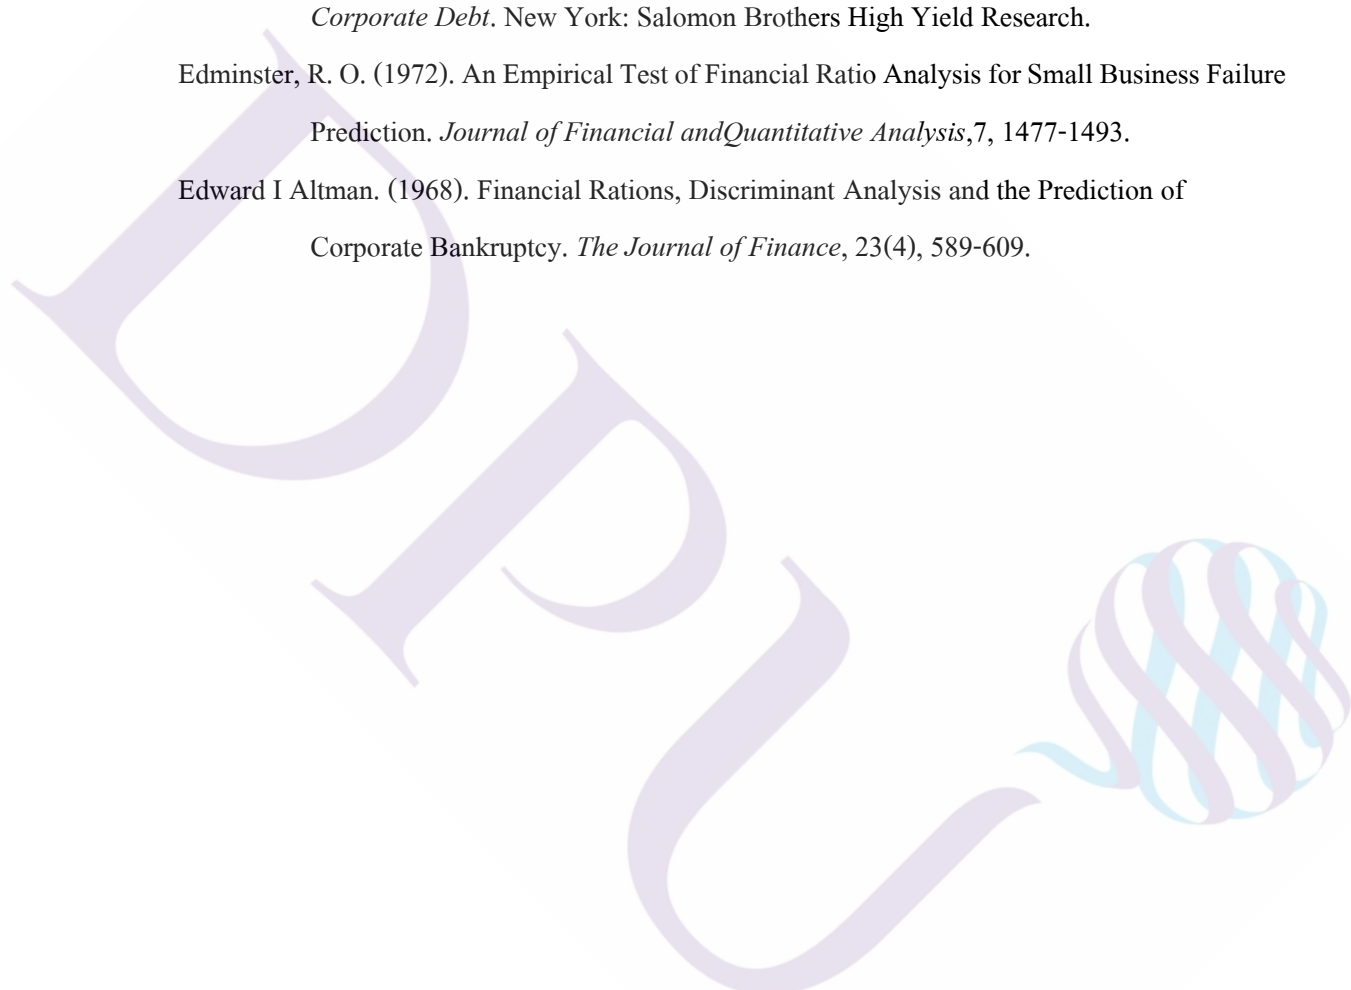 Corporate Debt. New York: Salomon Brothers High Yield Research.
Edminster, R. O. (1972). An Empirical Test of Financial Ratio Analysis for Small Business Failure
Prediction. Journal of Financial andQuantitative Analysis,7, 1477-1493.
Edward I Altman. (1968). Financial Rations, Discriminant Analysis and the Prediction of
Corporate Bankruptcy. The Journal of Finance, 23(4), 589-609.
DPU